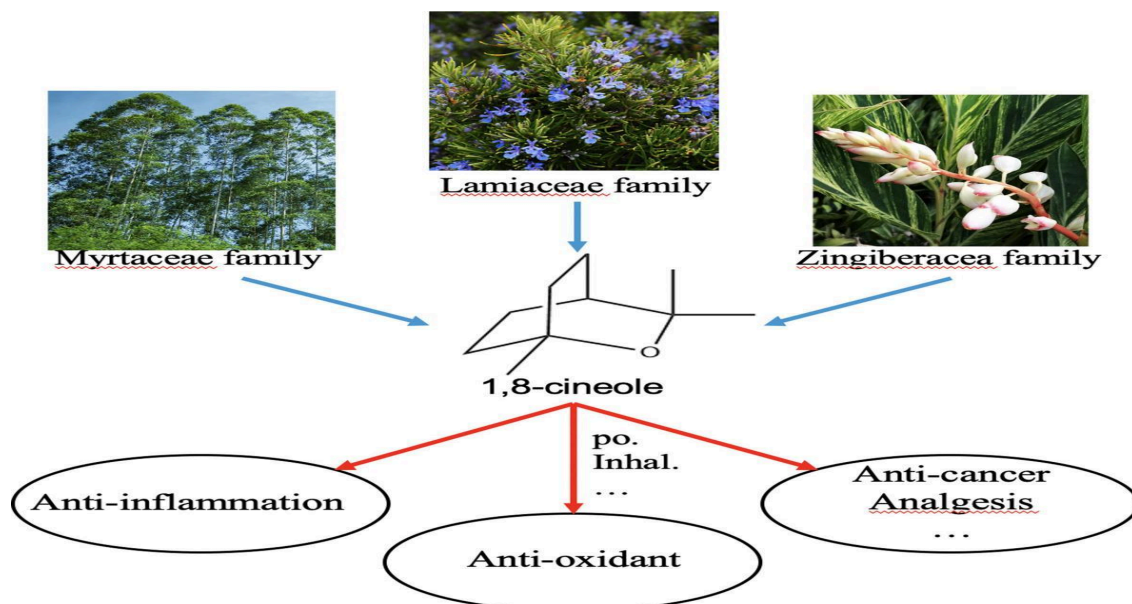 Lamiaceae family
Myrtaceae family
Zingiberacea family
O
1,8-cineole
po.
Inhal.
…
Anti-inflammation
Anti-oxidant
Anti-cancer
Analgesis
…